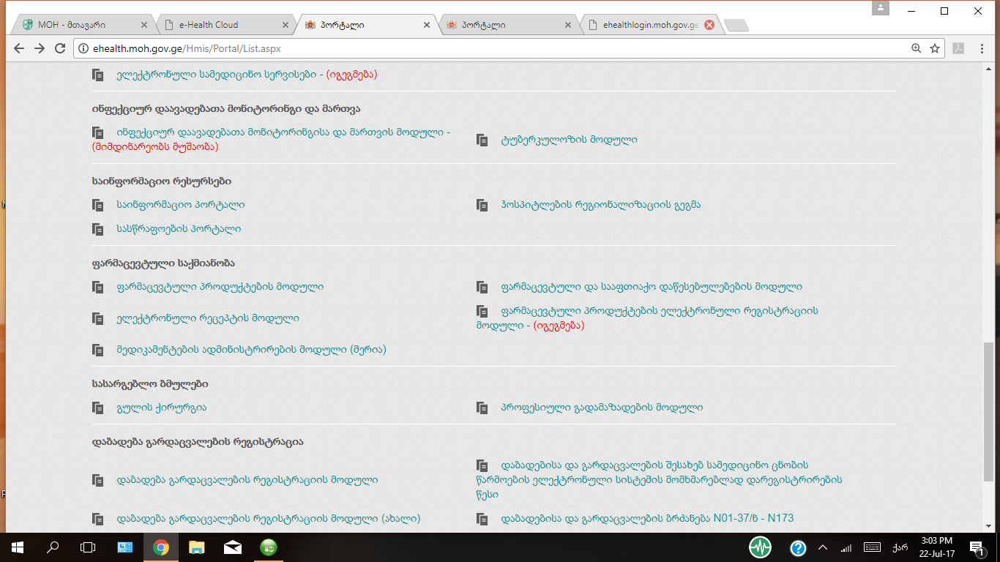 MOH - მთავარი
e-Health Cloud
პორტალი
პორტალი
ehealthlogin.moh.gov.ge
ehealth.moh.gov.ge/Hmis/Portal/List.aspx
ელექტრონული სამედიცინო სერვისები - (იგეგმება)
ინფექციურ დაავადებათა მონიტორინგი და მართვა
ინფექციურ დაავადებათა მონიტორინგისა და მართვის მოდული -
(მიმდინარეობს მუშაობა)
ტუბერკულოზის მოდული
საინფორმაციო რესურსები
საინფორმაციო პორტალი
ჰოსპიტლების რეგიონალიზაციის გეგმა
სასწრაფოების პორტალი
ფარმაცევტული საქმიანობა
ფარმაცევტული პროდუქტების მოდული
ფარმაცევტული და სააფთიაქო დაწესებულებების მოდული
ელექტრონული რეცეპტის მოდული
ფარმაცევტული პროდუქტების ელექტრონული რეგისტრაციის
მოდული - (იგეგმება)
მედიკამენტების ადმინისტრირების მოდული (მერია)
სასარგებლო ბმულები
გულის ქირურგია
პროფესიული გადამზადების მოდული
დაბადება გარდაცვალების რეგისტრაცია
დაბადება გარდაცვალების რეგისტრაციის მოდული
დაბადებისა და გარდაცვალების შესახებ სამედიცინო ცნობის
წარმოების ელექტრონული სისტემის მომხმარებლად დარეგისტრირების
წესი
დაბადება გარდაცვალების რეგისტრაციის მოდული (ახალი)
დაბადებისა და გარდაცვალების ბრძანება N01-37/ნ - N173
ქარ
3:03 PM
22-Jul-17
1